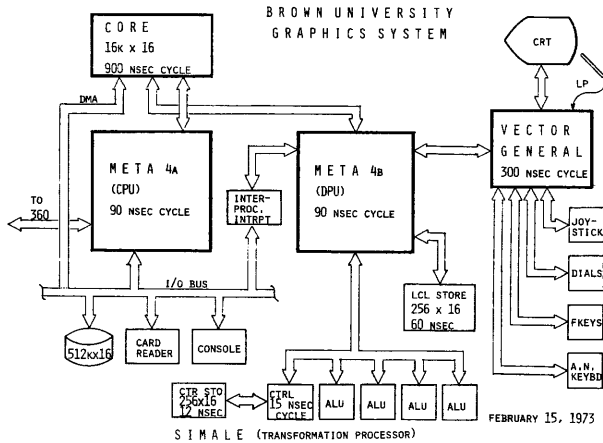 BROWN UNIVERSITY
GRAPHICS SYSTEM
CORE
16K x 16
900 NSEC CYCLE
DMA
CRT
LP
META 4A
(CPU)
90 NSEC CYCLE
META 4B
(DPU)
90 NSEC CYCLE
VECTOR
GENERAL
300 NSEC CYCLE
TO
360
INTER-
PROC.
INTRPT
I/O BUS
JOY-
STICK
DIALS
FKEYS
A.N.
KEYBD
LCL STORE
256 x 16
60 NSEC
512Kx16
CARD
READER
CONSOLE
CTR STO
256x16
12 NSEC
CTRL
15 NSEC
CYCLE
ALU
ALU
ALU
ALU
SIMALE (TRANSFORMATION PROCESSOR)
FEBRUARY 15, 1973